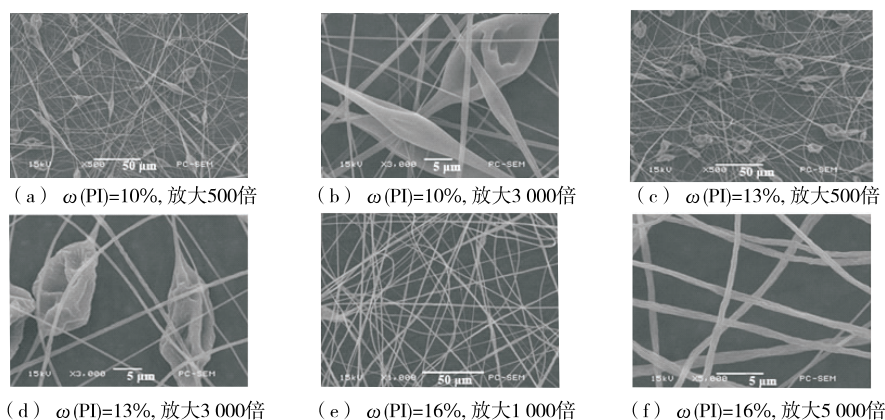 15kV X500 50 μm PC-SEM
15kV X3,000 5 μm PC-SEM
15kV X500 50 μm PC-SEM
(a) ω(PI)=10%, 放大500倍
(b) ω(PI)=10%, 放大3 000倍
(c) ω(PI)=13%, 放大500倍
15kV X3,000 5 μm PC-SEM
15kV X1,000 50 μm PC-SEM
15kV X5,000 5 μm PC-SEM
(d) ω(PI)=13%, 放大3 000倍
(e) ω(PI)=16%, 放大1 000倍
(f) ω(PI)=16%, 放大5 000倍